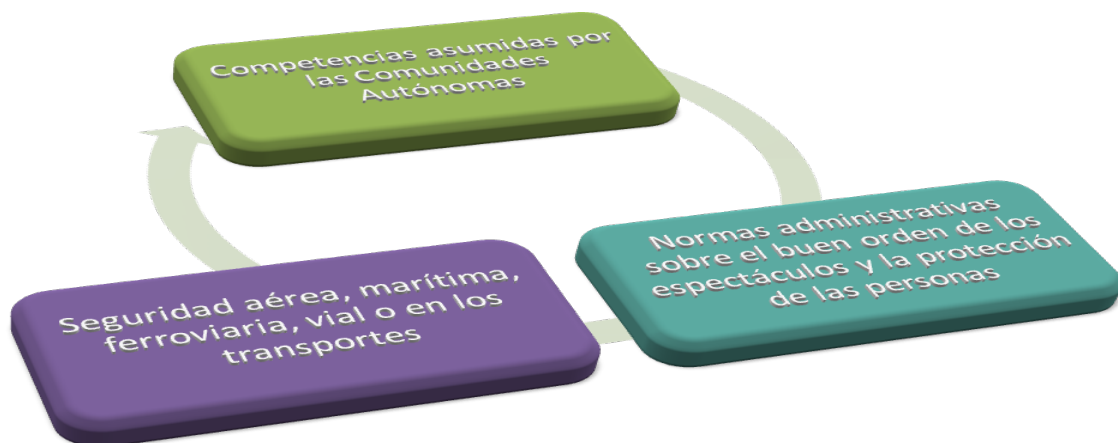 Competencias asumidas por
las Comunidades
Autónomas
Normas administrativas
sobre el buen orden de los
espectáculos y la protección
de las personas
Seguridad aérea, marítima,
ferroviaria, vial o en los
transportes